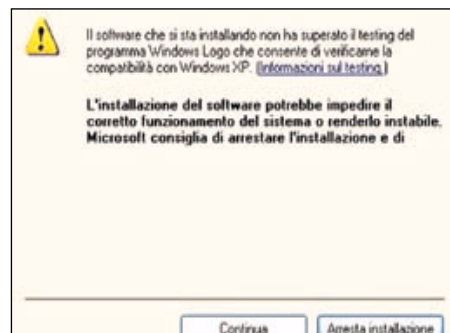 Il software che si sta installando non ha superato il testing del
programma Windows Logo che consente di verificarne la
compatibilità con Windows XP. (Informazioni sul testing.)
L'installazione del software potrebbe impedire il
corretto funzionamento del sistema o renderlo instabile.
Microsoft consiglia di arrestare l'installazione e di
Continua
Arresta installazione